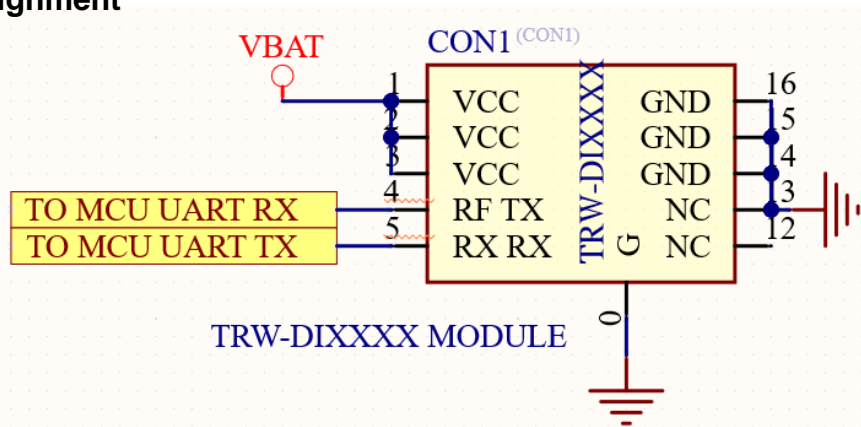 ignment
VBAT
CON1 (CON1)
1 VCC GND 16
2 VCC GND 5
3 VCC GND 4
TO MCU UART RX 4 RF TX NC 3
TO MCU UART TX 5 RX RX NC 12
TRW-DIXXXX
G
0
TRW-DIXXXX MODULE